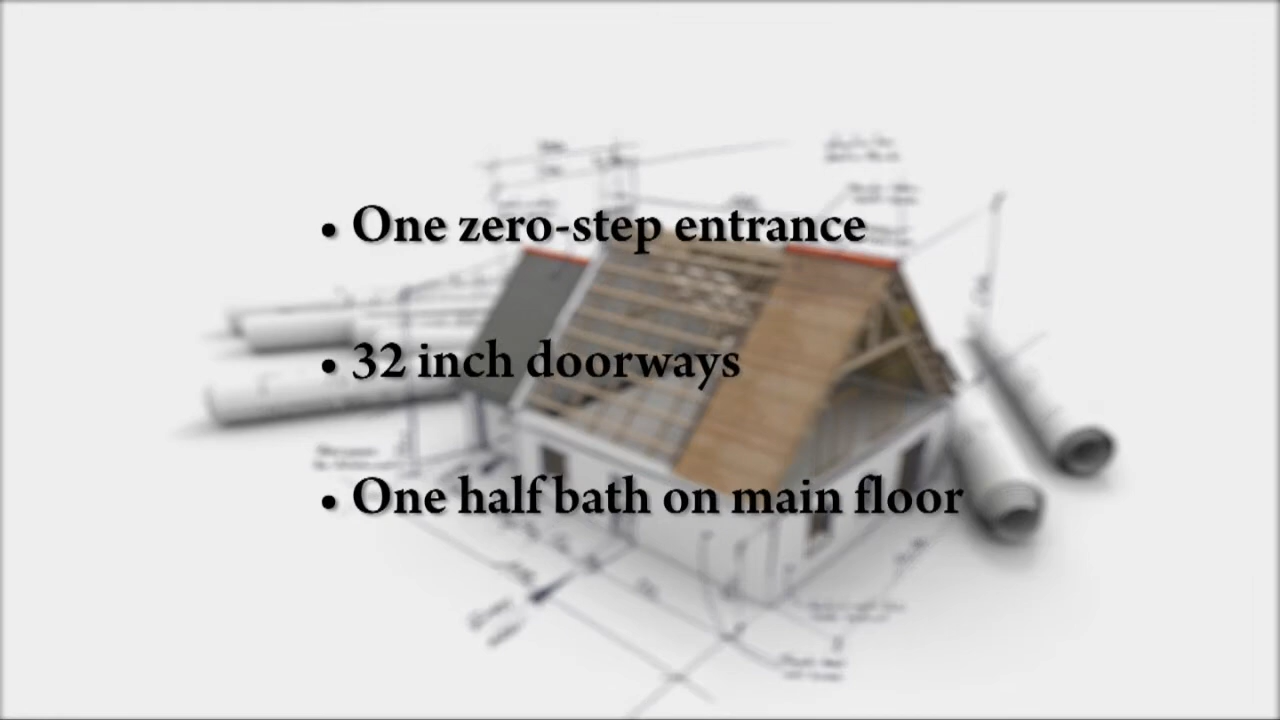 • One zero-step entrance
• 32 inch doorways
• One half bath on main floor